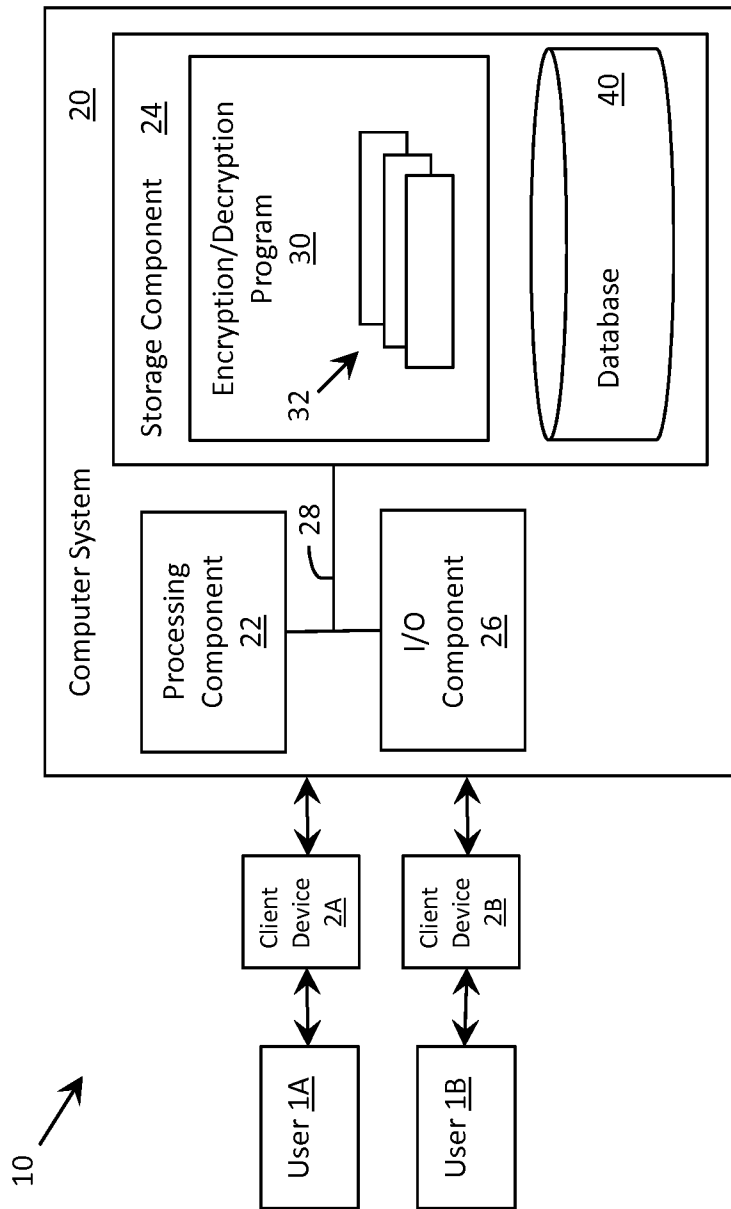 10
User 1A
User 1B
Client
Device
2A
Client
Device
2B
Computer System
20
Processing
Component
22
28
I/O
Component
26
Storage Component
24
Encryption/Decryption
Program
30
32
Database
40